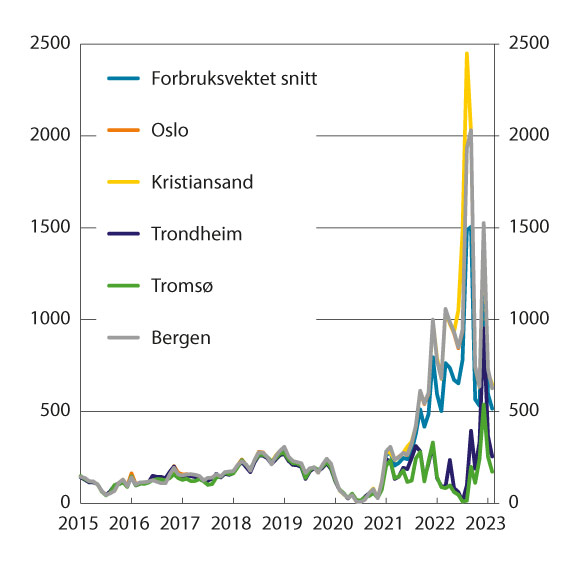 2500 2500
Forbruksvektet snitt
2000 Oslo 2000
Kristiansand
1500 1500
Trondheim
Tromsø
1000 1000
Bergen
500 500
0 0
2015 2016 2017 2018 2019 2020 2021 2022 2023